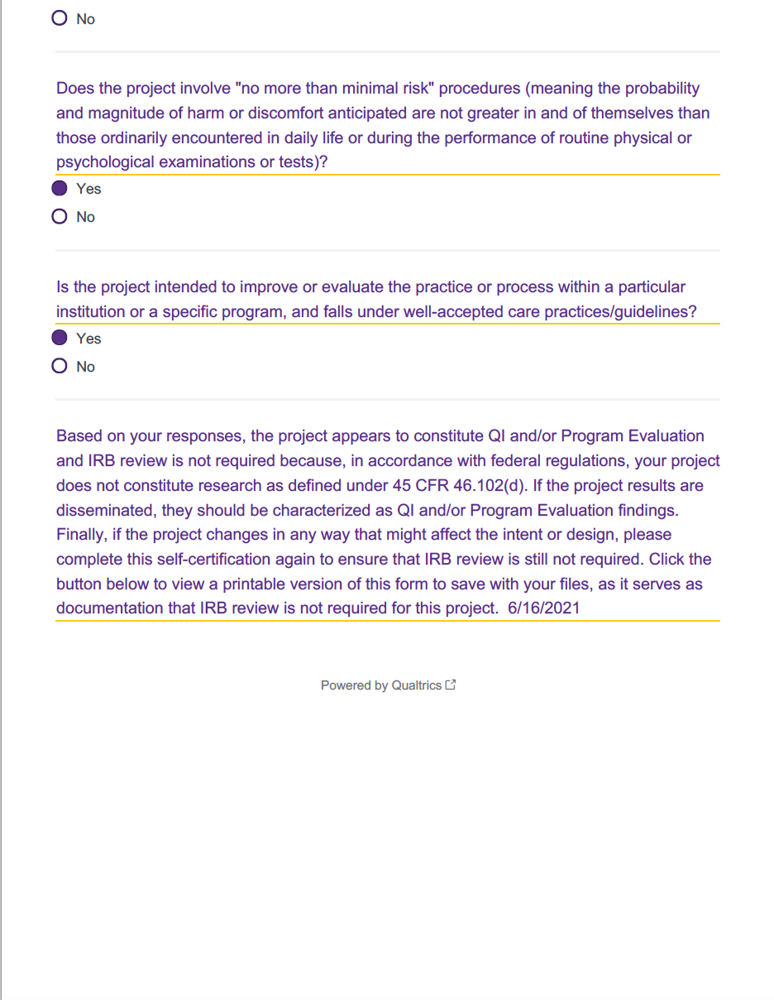 No
Does the project involve "no more than minimal risk" procedures (meaning the probability
and magnitude of harm or discomfort anticipated are not greater in and of themselves than
those ordinarily encountered in daily life or during the performance of routine physical or
psychological examinations or tests)?
Yes
No
Is the project intended to improve or evaluate the practice or process within a particular
institution or a specific program, and falls under well-accepted care practices/guidelines?
Yes
No
Based on your responses, the project appears to constitute QI and/or Program Evaluation
and IRB review is not required because, in accordance with federal regulations, your project
does not constitute research as defined under 45 CFR 46.102(d). If the project results are
disseminated, they should be characterized as QI and/or Program Evaluation findings.
Finally, if the project changes in any way that might affect the intent or design, please
complete this self-certification again to ensure that IRB review is still not required. Click the
button below to view a printable version of this form to save with your files, as it serves as
documentation that IRB review is not required for this project.  6/16/2021
Powered by Qualtrics